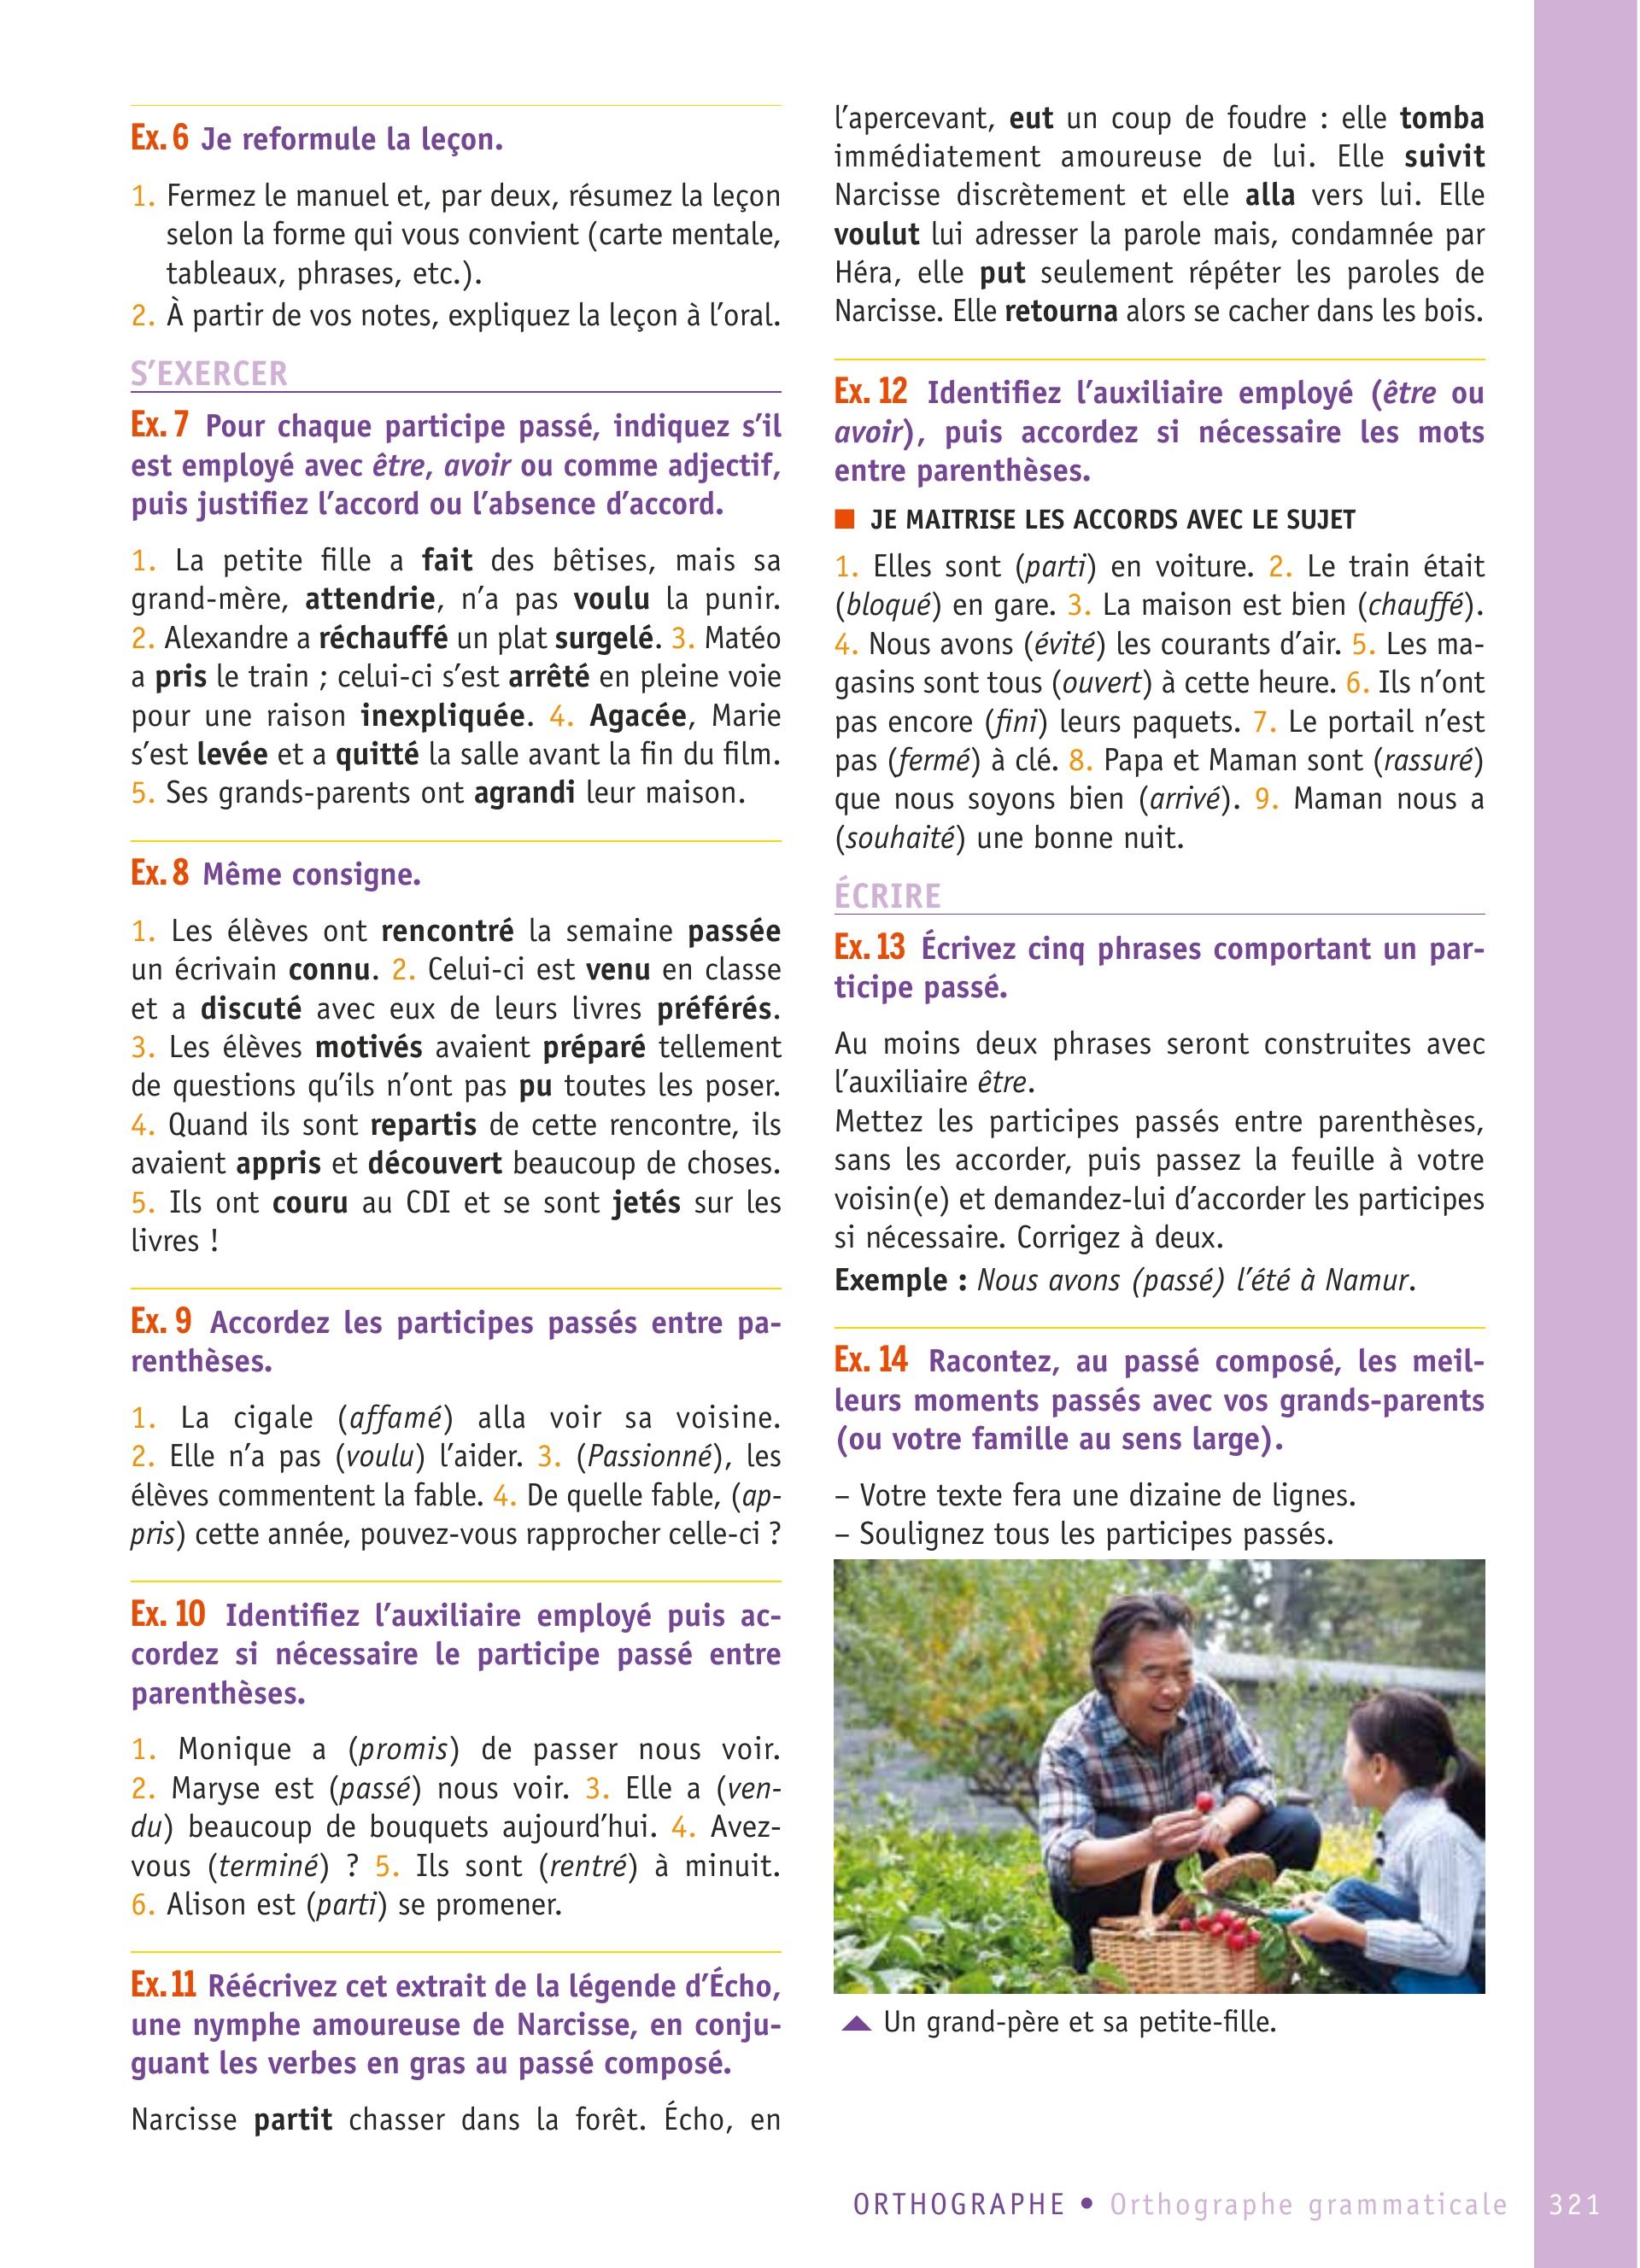 Ex. 6 Je reformule la leçon.
1. Fermez le manuel et, par deux, résumez la leçon
selon la forme qui vous convient (carte mentale,
tableaux, phrases, etc.).
2. À partir de vos notes, expliquez la leçon à l’oral.
S’EXERCER
Ex. 7 Pour chaque participe passé, indiquez s’il
est employé avec être, avoir ou comme adjectif,
puis justifiez l’accord ou l’absence d’accord.
1. La petite fille a fait des bêtises, mais sa
grand-mère, attendrie, n’a pas voulu la punir.
2. Alexandre a réchauffé un plat surgelé. 3. Matéo
a pris le train ; celui-ci s’est arrêté en pleine voie
pour une raison inexpliquée. 4. Agacée, Marie
s’est levée et a quitté la salle avant la fin du film.
5. Ses grands-parents ont agrandi leur maison.
Ex. 8 Même consigne.
1. Les élèves ont rencontré la semaine passée
un écrivain connu. 2. Celui-ci est venu en classe
et a discuté avec eux de leurs livres préférés.
3. Les élèves motivés avaient préparé tellement
de questions qu’ils n’ont pas pu toutes les poser.
4. Quand ils sont repartis de cette rencontre, ils
avaient appris et découvert beaucoup de choses.
5. Ils ont couru au CDI et se sont jetés sur les
livres !
Ex. 9 Accordez les participes passés entre pa-
renthèses.
1. La cigale (affamé) alla voir sa voisine.
2. Elle n’a pas (voulu) l’aider. 3. (Passionné), les
élèves commentent la fable. 4. De quelle fable, (ap-
pris) cette année, pouvez-vous rapprocher celle-ci ?
Ex. 10 Identifiez l’auxiliaire employé puis ac-
cordez si nécessaire le participe passé entre
parenthèses.
1. Monique a (promis) de passer nous voir.
2. Maryse est (passé) nous voir. 3. Elle a (ven-
du) beaucoup de bouquets aujourd’hui. 4. Avez-
vous (terminé) ? 5. Ils sont (rentré) à minuit.
6. Alison est (parti) se promener.
Ex. 11 Réécrivez cet extrait de la légende d’Écho,
une nymphe amoureuse de Narcisse, en conju-
guant les verbes en gras au passé composé.
Narcisse partit chasser dans la forêt. Écho, en
l’apercevant, eut un coup de foudre : elle tomba
immédiatement amoureuse de lui. Elle suivit
Narcisse discrètement et elle alla vers lui. Elle
voulut lui adresser la parole mais, condamnée par
Héra, elle put seulement répéter les paroles de
Narcisse. Elle retourna alors se cacher dans les bois.
Ex. 12 Identifiez l’auxiliaire employé (être ou
avoir), puis accordez si nécessaire les mots
entre parenthèses.
■ JE MAITRISE LES ACCORDS AVEC LE SUJET
1. Elles sont (parti) en voiture. 2. Le train était
(bloqué) en gare. 3. La maison est bien (chauffé).
4. Nous avons (évité) les courants d’air. 5. Les ma-
gasins sont tous (ouvert) à cette heure. 6. Ils n’ont
pas encore (fini) leurs paquets. 7. Le portail n’est
pas (fermé) à clé. 8. Papa et Maman sont (rassuré)
que nous soyons bien (arrivé). 9. Maman nous a
(souhaité) une bonne nuit.
ÉCRIRE
Ex. 13 Écrivez cinq phrases comportant un par-
ticipe passé.
Au moins deux phrases seront construites avec
l’auxiliaire être.
Mettez les participes passés entre parenthèses,
sans les accorder, puis passez la feuille à votre
voisin(e) et demandez-lui d’accorder les participes
si nécessaire. Corrigez à deux.
Exemple : Nous avons (passé) l’été à Namur.
Ex. 14 Racontez, au passé composé, les meil-
leurs moments passés avec vos grands-parents
(ou votre famille au sens large).
– Votre texte fera une dizaine de lignes.
– Soulignez tous les participes passés.
▲ Un grand-père et sa petite-fille.
ORTHOGRAPHE • Orthographe grammaticale 321